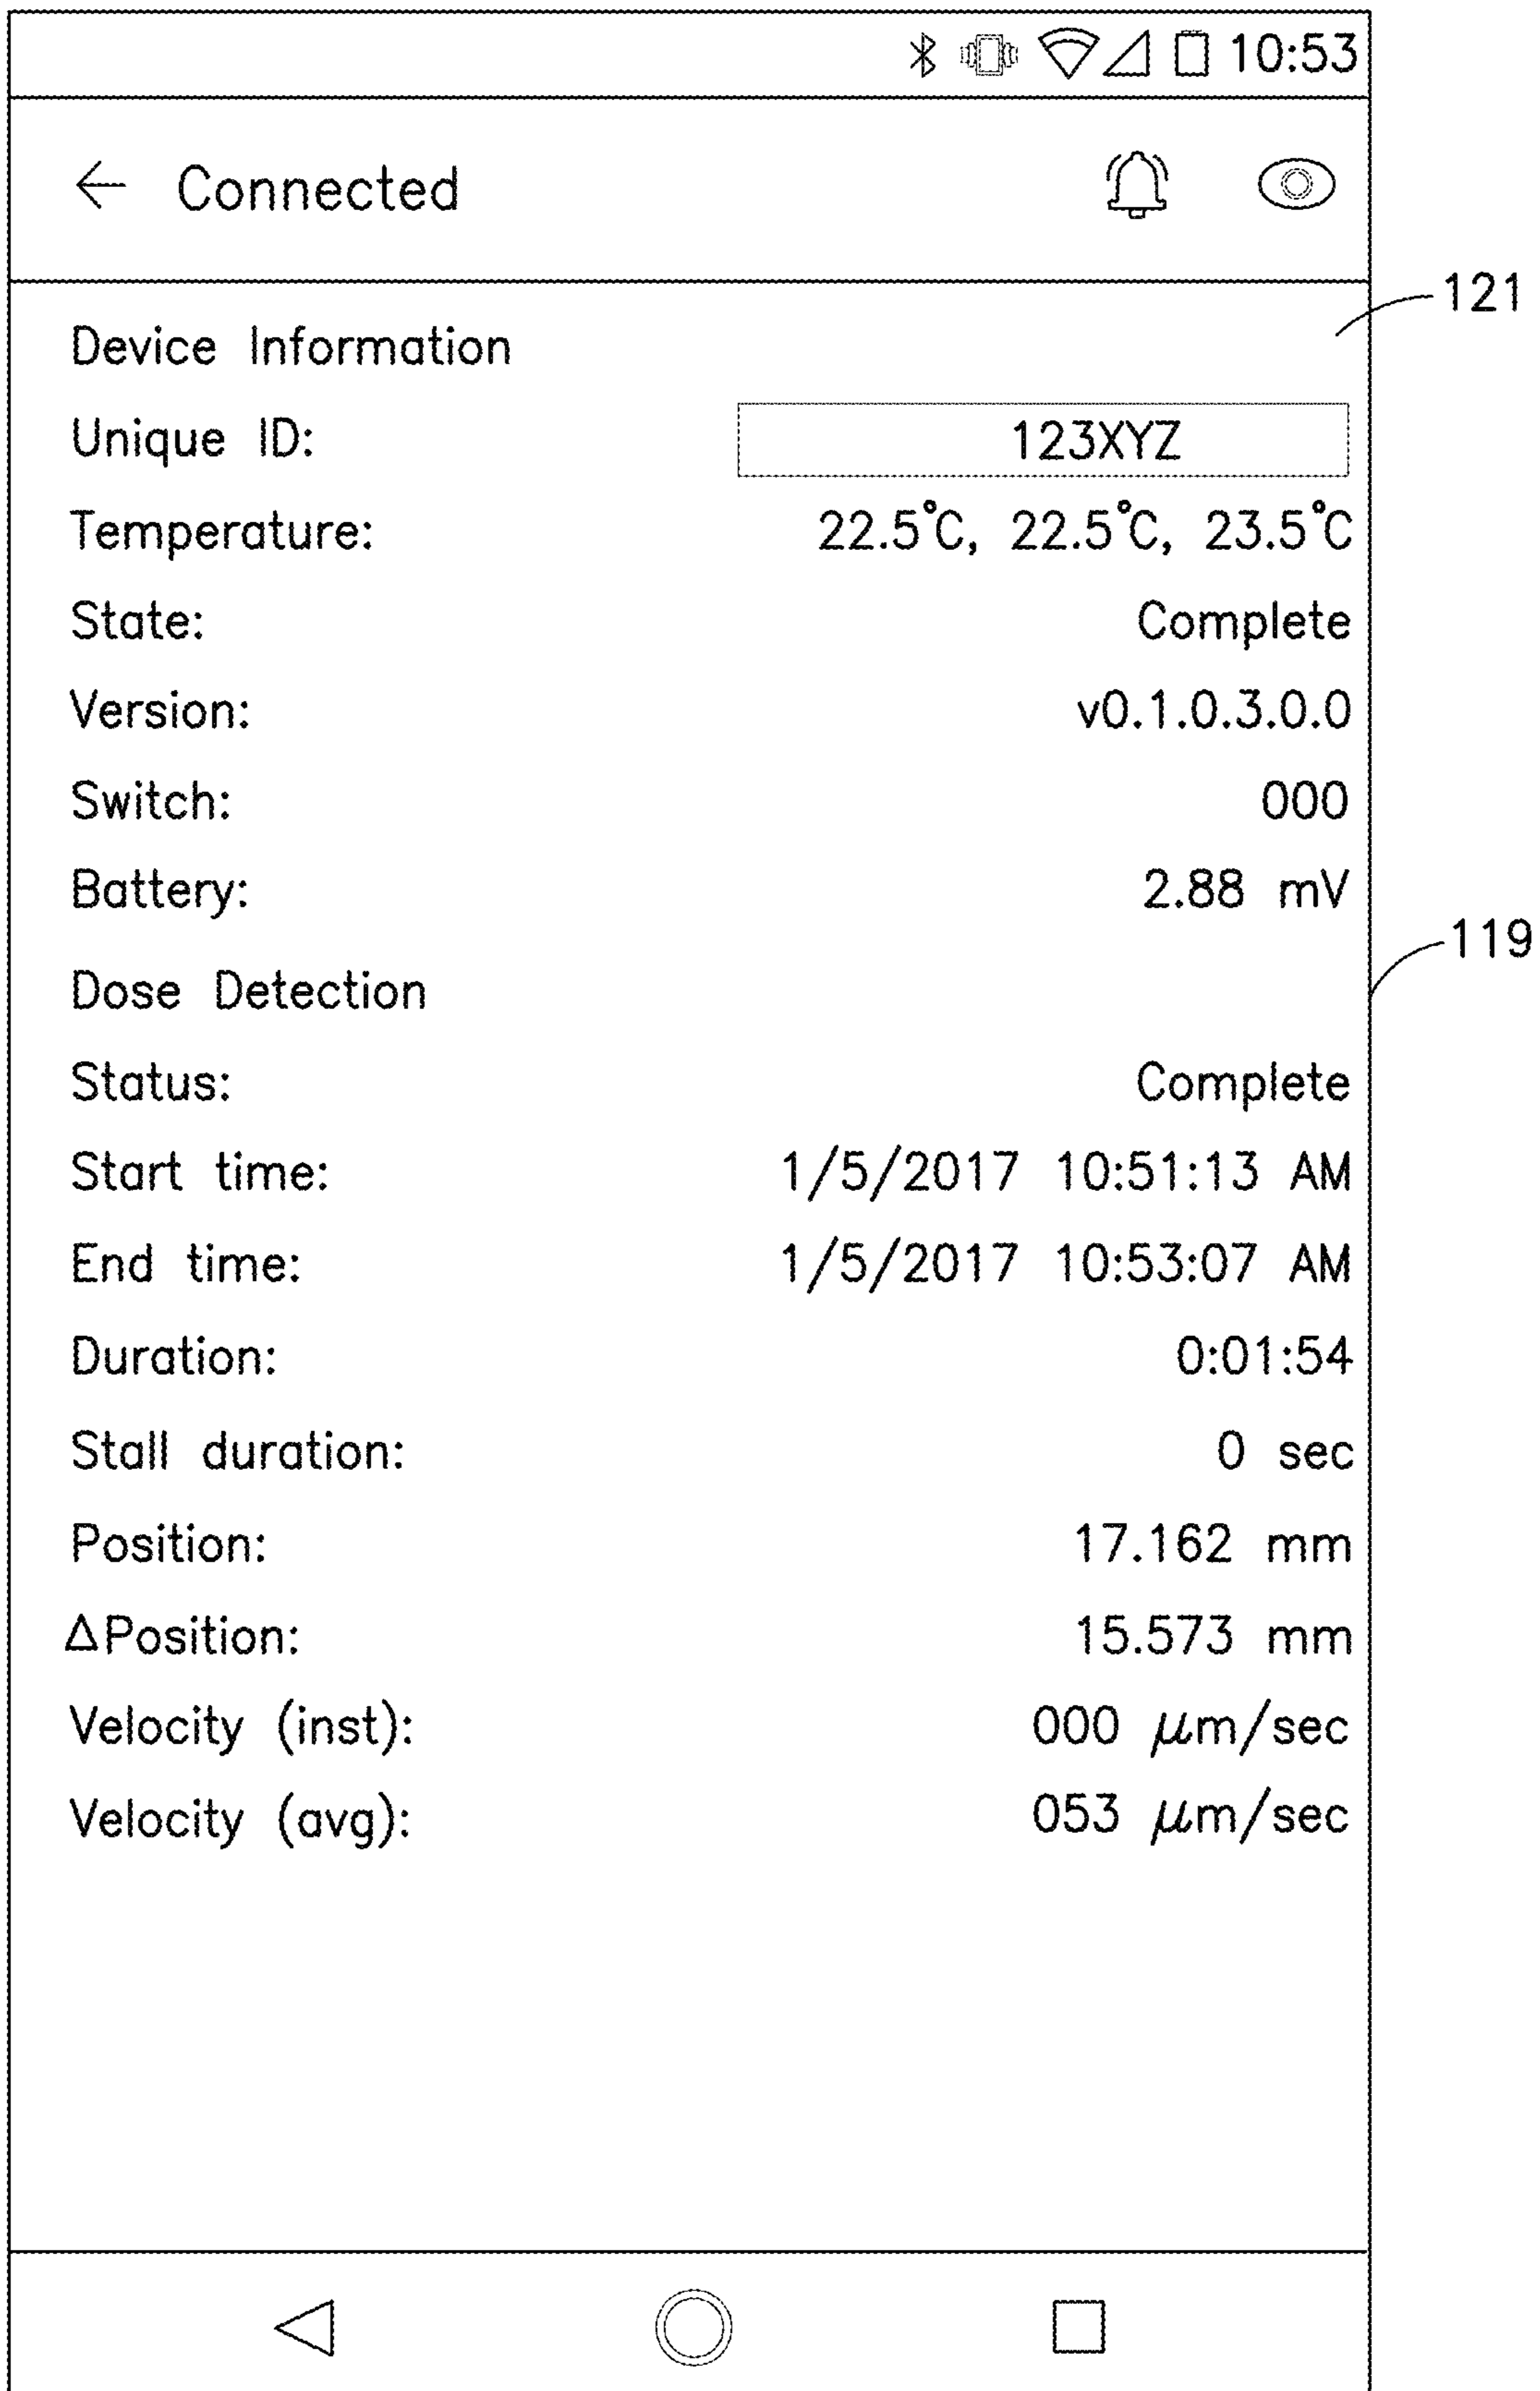 10:53
Connected
121
Device Information
Unique ID: 123XYZ
Temperature: 22.5°C, 22.5°C, 23.5°C
State: Complete
Version: v0.1.0.3.0.0
Switch: 000
Battery: 2.88 mV
119
Dose Detection
Status: Complete
Start time: 1/5/2017 10:51:13 AM
End time: 1/5/2017 10:53:07 AM
Duration: 0:01:54
Stall duration: 0 sec
Position: 17.162 mm
ΔPosition: 15.573 mm
Velocity (inst): 000 μm/sec
Velocity (avg): 053 μm/sec